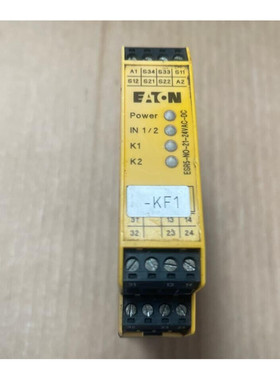 A1 S34 S33 S11
S12 S21 S22 A2
EATON
Power
IN 1/2
K1
K2
ESR5-NO-21-24VAC-DC
-KF1
31 13 14
32 23 24